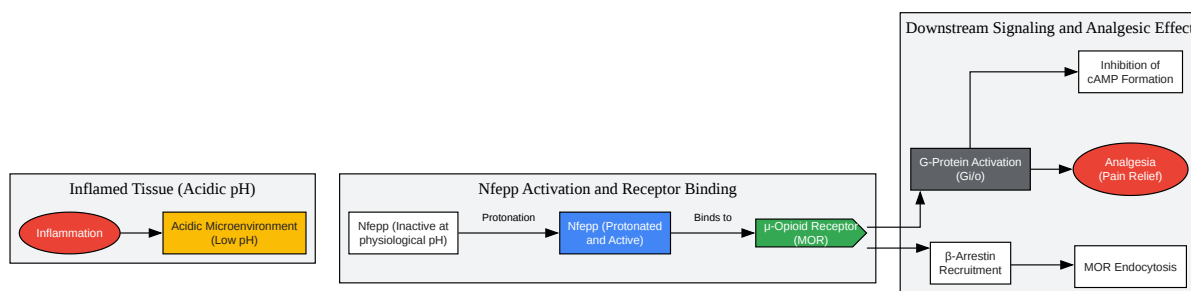 Inflamed Tissue (Acidic pH)
Inflammation
Acidic Microenvironment
(Low pH)
Nfepp Activation and Receptor Binding
Nfepp (Inactive at
physiological pH)
Protonation
Nfepp (Protonated
and Active)
Binds to
μ-Opioid Receptor
(MOR)
Downstream Signaling and Analgesic Effect
Inhibition of
cAMP Formation
G-Protein Activation
(Gi/o)
Analgesia
(Pain Relief)
β-Arrestin
Recruitment
MOR Endocytosis